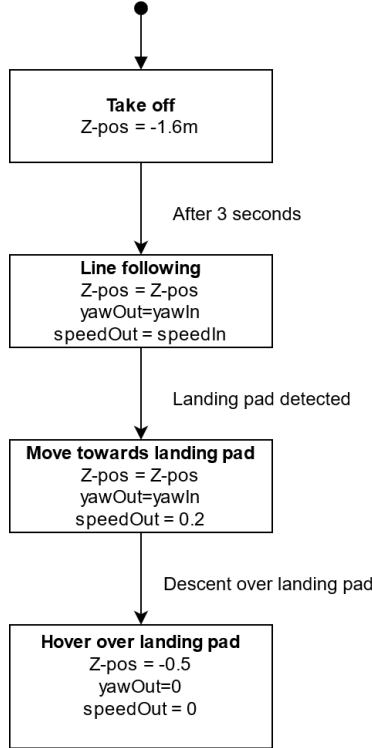 Take off
Z-pos = -1.6m
After 3 seconds
Line following
Z-pos = Z-pos
yawOut=yawIn
speedOut = speedIn
Landing pad detected
Move towards landing pad
Z-pos = Z-pos
yawOut=yawIn
speedOut = 0.2
Descent over landing pad
Hover over landing pad
Z-pos = -0.5
yawOut=0
speedOut = 0